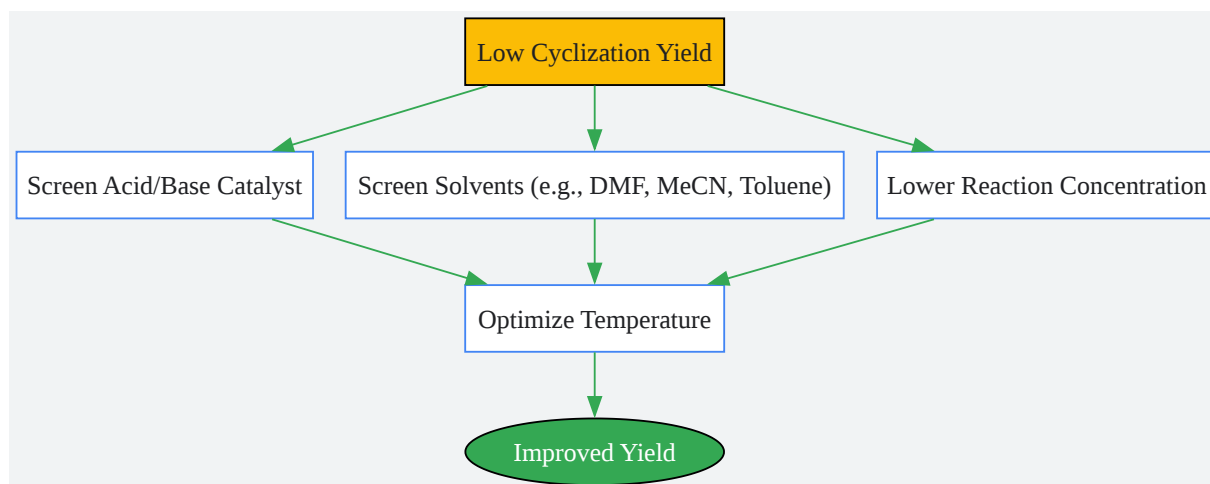 Low Cyclization Yield
Screen Acid/Base Catalyst
Screen Solvents (e.g., DMF, MeCN, Toluene)
Lower Reaction Concentration
Optimize Temperature
Improved Yield